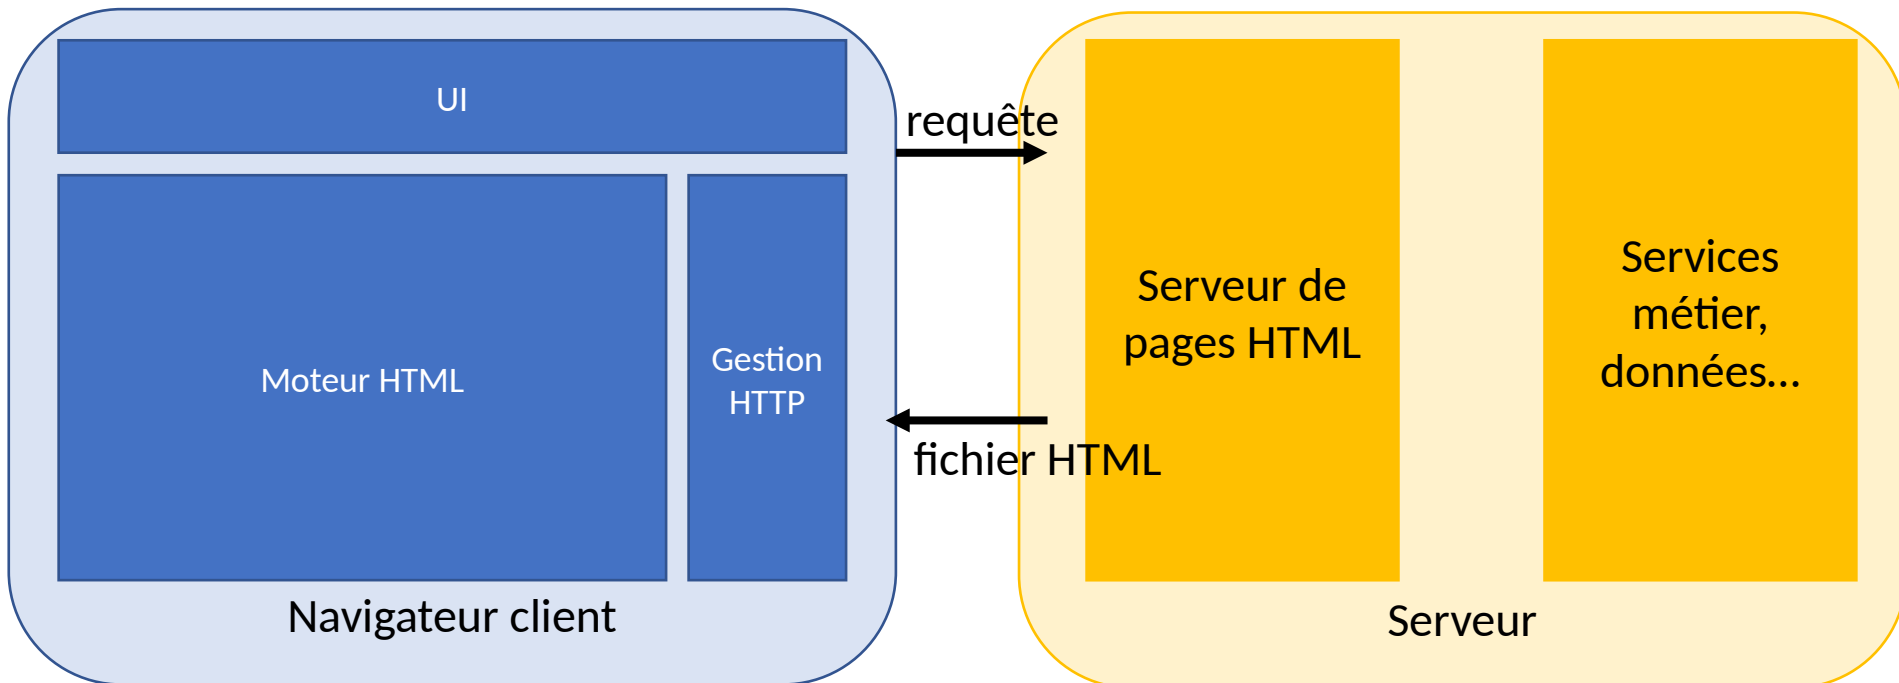 UI
Moteur HTML
Gestion
HTTP
Navigateur client
requête
fichier HTML
Serveur de
pages HTML
Services
métier,
données...
Serveur